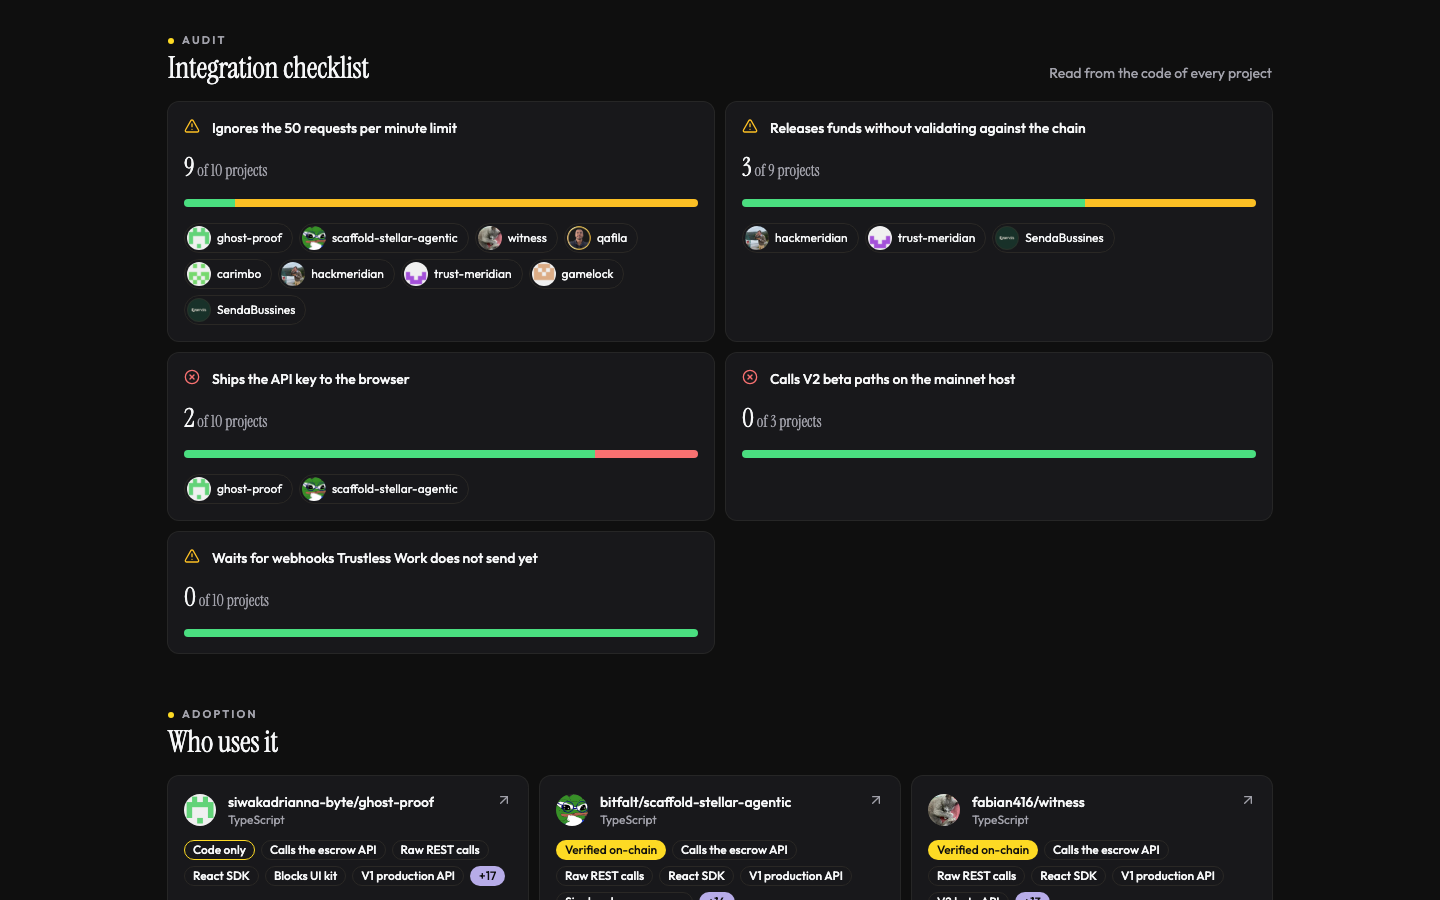 AUDIT
Integration checklist
Read from the code of every project
Ignores the 50 requests per minute limit
9 of 10 projects
ghost-proof
scaffold-stellar-agentic
witness
qafila
carimbo
hackmeridian
trust-meridian
gamelock
SendaBussines
Releases funds without validating against the chain
3 of 9 projects
hackmeridian
trust-meridian
SendaBussines
Ships the API key to the browser
2 of 10 projects
ghost-proof
scaffold-stellar-agentic
Calls V2 beta paths on the mainnet host
0 of 3 projects
Waits for webhooks Trustless Work does not send yet
0 of 10 projects
ADOPTION
Who uses it
siwakadrianna-byte/ghost-proof
TypeScript
Code only
Calls the escrow API
Raw REST calls
React SDK
Blocks UI kit
V1 production API
+17
bitfalt/scaffold-stellar-agentic
TypeScript
Verified on-chain
Calls the escrow API
Raw REST calls
React SDK
V1 production API
fabian416/witness
TypeScript
Verified on-chain
Calls the escrow API
Raw REST calls
React SDK
V1 production API